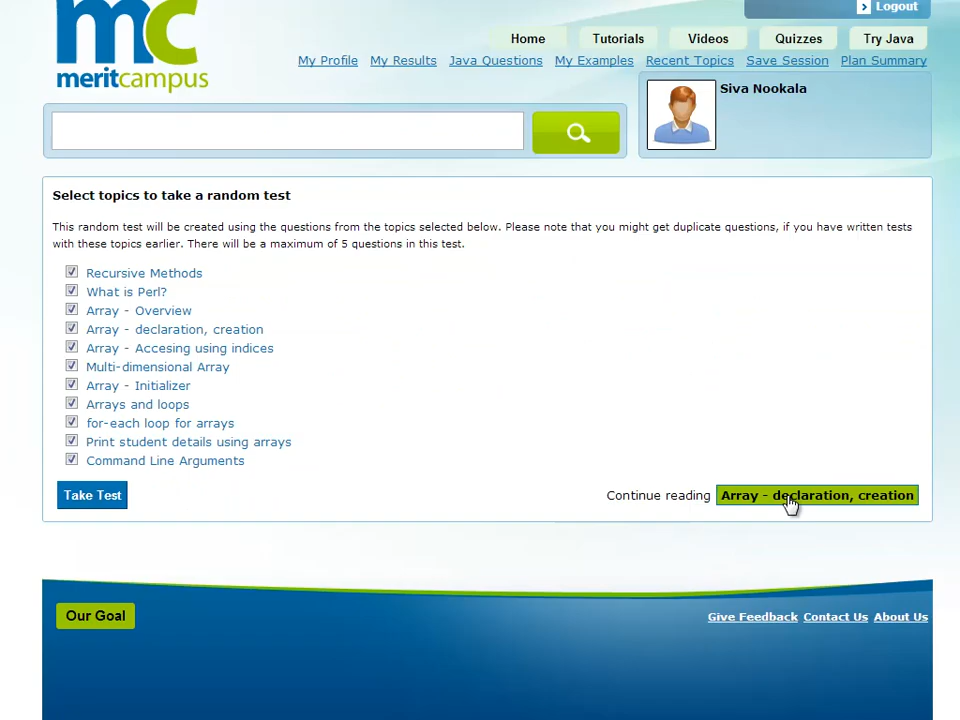 Logout
mc
meritcampus
Home Tutorials Videos Quizzes Try Java
My Profile My Results Java Questions My Examples Recent Topics Save Session Plan Summary
Siva Nookala
Select topics to take a random test
This random test will be created using the questions from the topics selected below. Please note that you might get duplicate questions, if you have written tests
with these topics earlier. There will be a maximum of 5 questions in this test.
Recursive Methods
What is Perl?
Array - Overview
Array - declaration, creation
Array - Accesing using indices
Multi-dimensional Array
Array - Initializer
Arrays and loops
for-each loop for arrays
Print student details using arrays
Command Line Arguments
Take Test Continue reading Array - declaration, creation
Our Goal Give Feedback Contact Us About Us